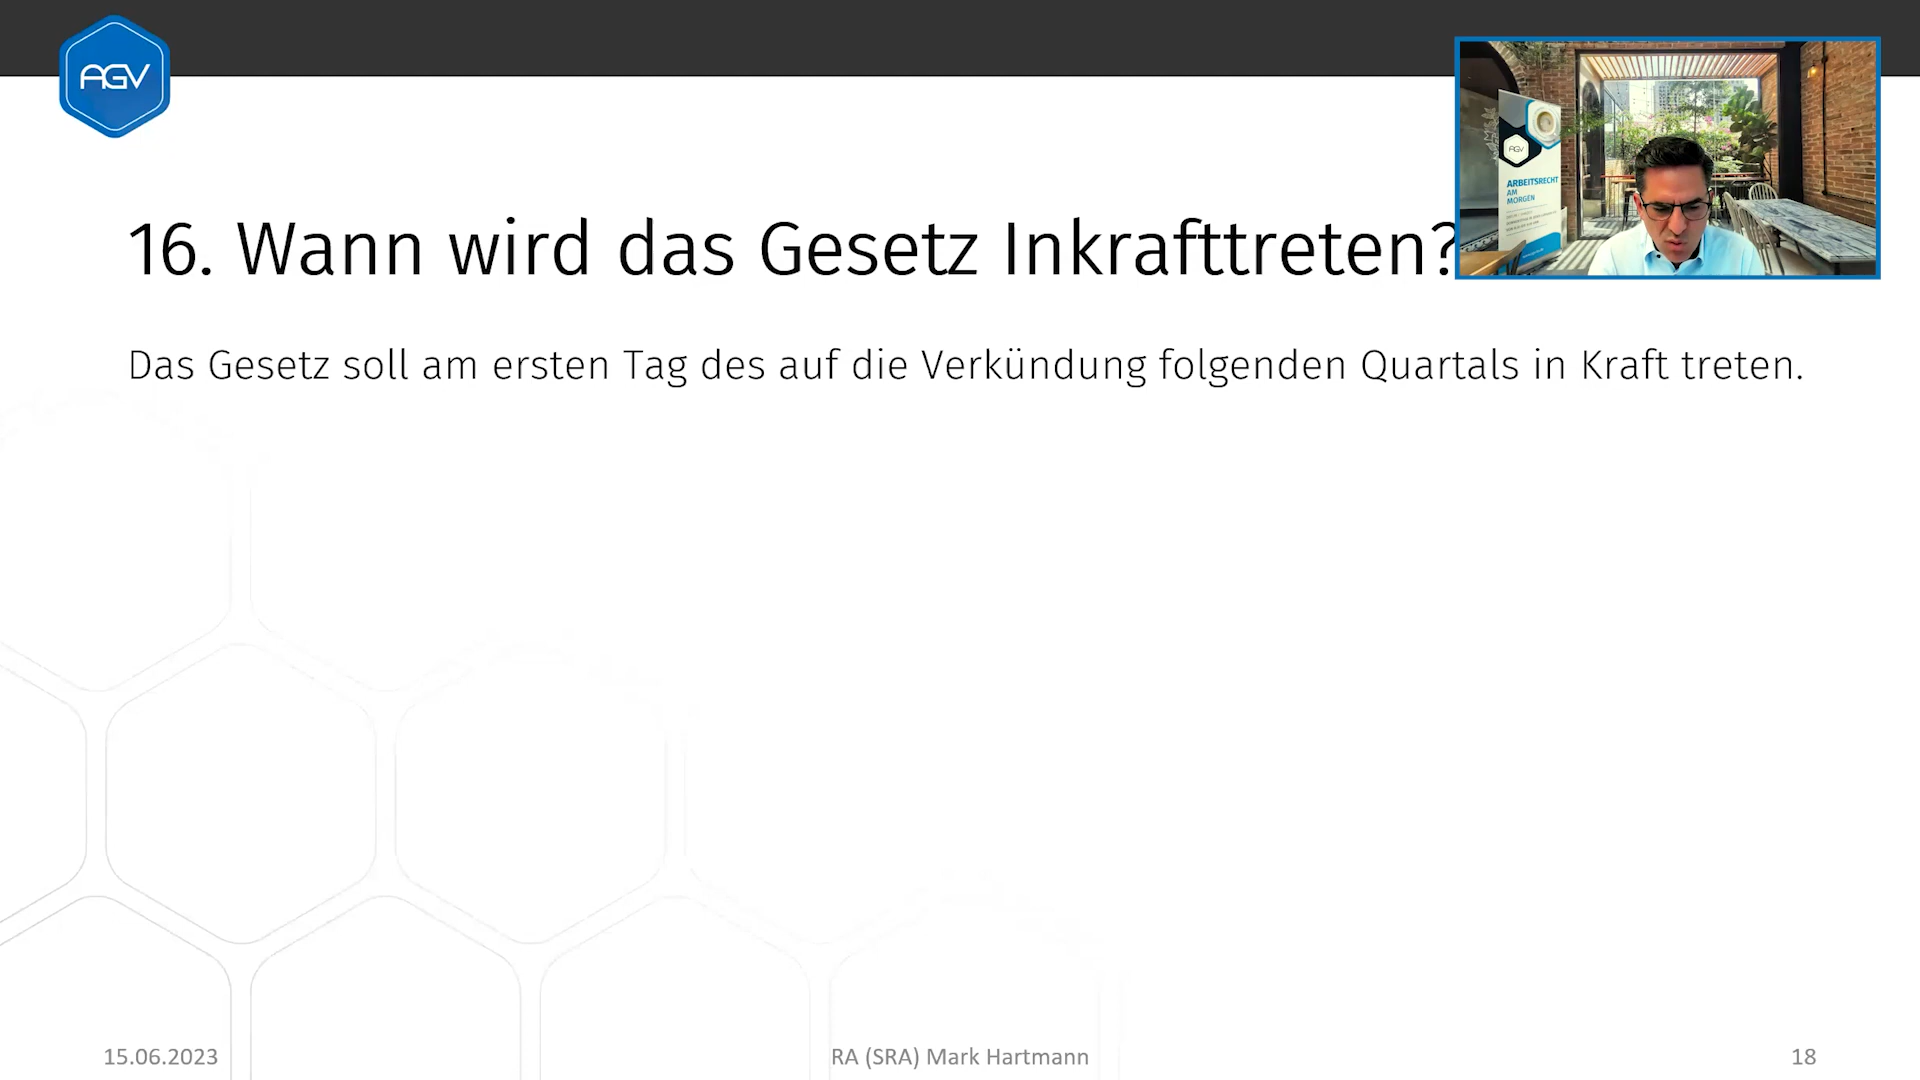 AGV
AGV
ARBEITSRECHT
AM
MORGEN
16. Wann wird das Gesetz Inkrafttreten?
Das Gesetz soll am ersten Tag des auf die Verkündung folgenden Quartals in Kraft treten.
15.06.2023
RA (SRA) Mark Hartmann
18